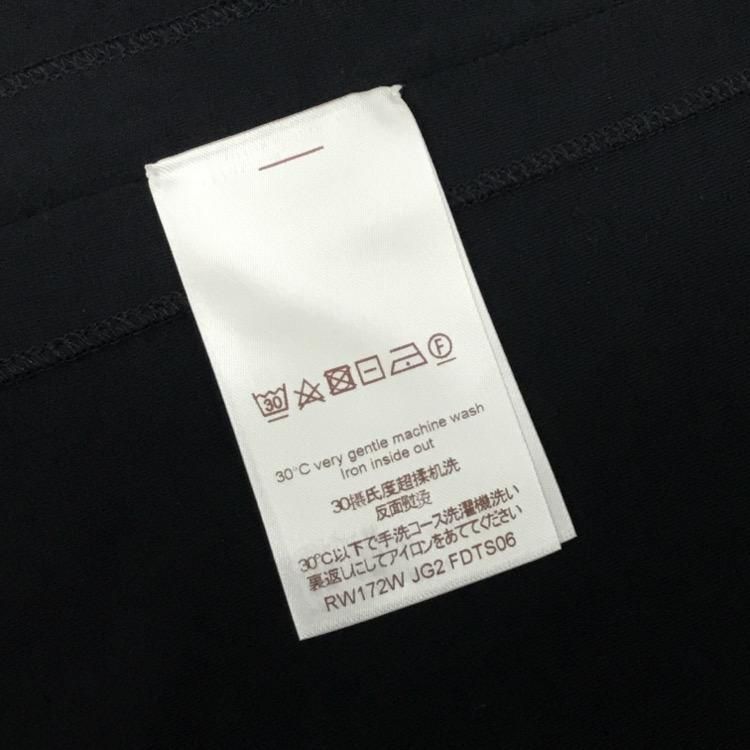 30
F
30°C very gentle machine wash
Iron inside out
30摄氏度超揉机洗
反面熨烫
30°C以下で手洗コース洗濯機洗い
裏返しにしてアイロンをあててください
RW172W JG2 FDTS06